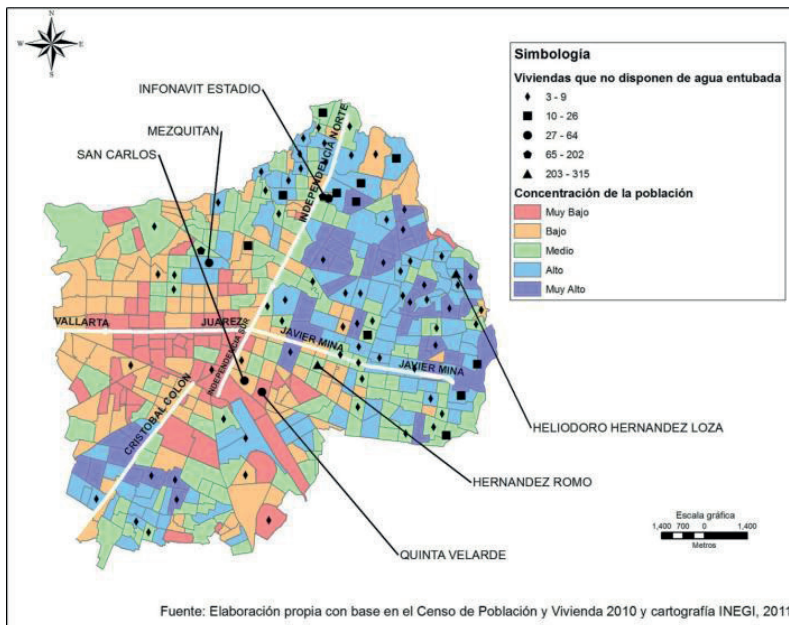 N
W
E
S
INFONAVIT ESTADIO
MEZQUITAN
SAN CARLOS
INDEPENDENCIA NORTE
VALLARTA
JUAREZ
INDEPENDENCIA SUR
JAVIER MINA
JAVIER MINA
CRISTOBAL COLON
HELIODORO HERNANDEZ LOZA
HERNANDEZ ROMO
QUINTA VELARDE
Simbología
Viviendas que no disponen de agua entubada
3 - 9
10 - 26
27 - 64
65 - 202
203 - 315
Concentración de la población
Muy Bajo
Bajo
Medio
Alto
Muy Alto
Escala gráfica
1,400 700 0 1,400
Metros
Fuente: Elaboración propia con base en el Censo de Población y Vivienda 2010 y cartografía INEGI, 2011